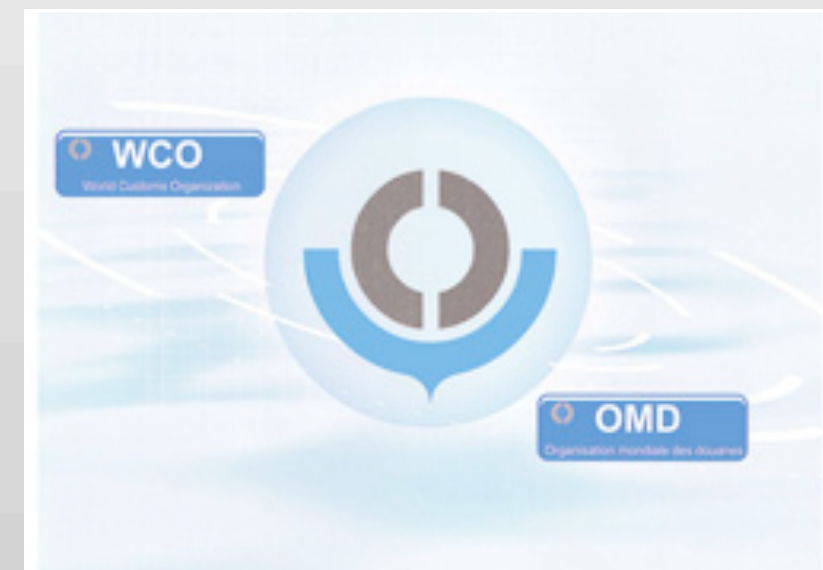 WCO
World Customs Organization
OMD
Organisation mondiale des douanes